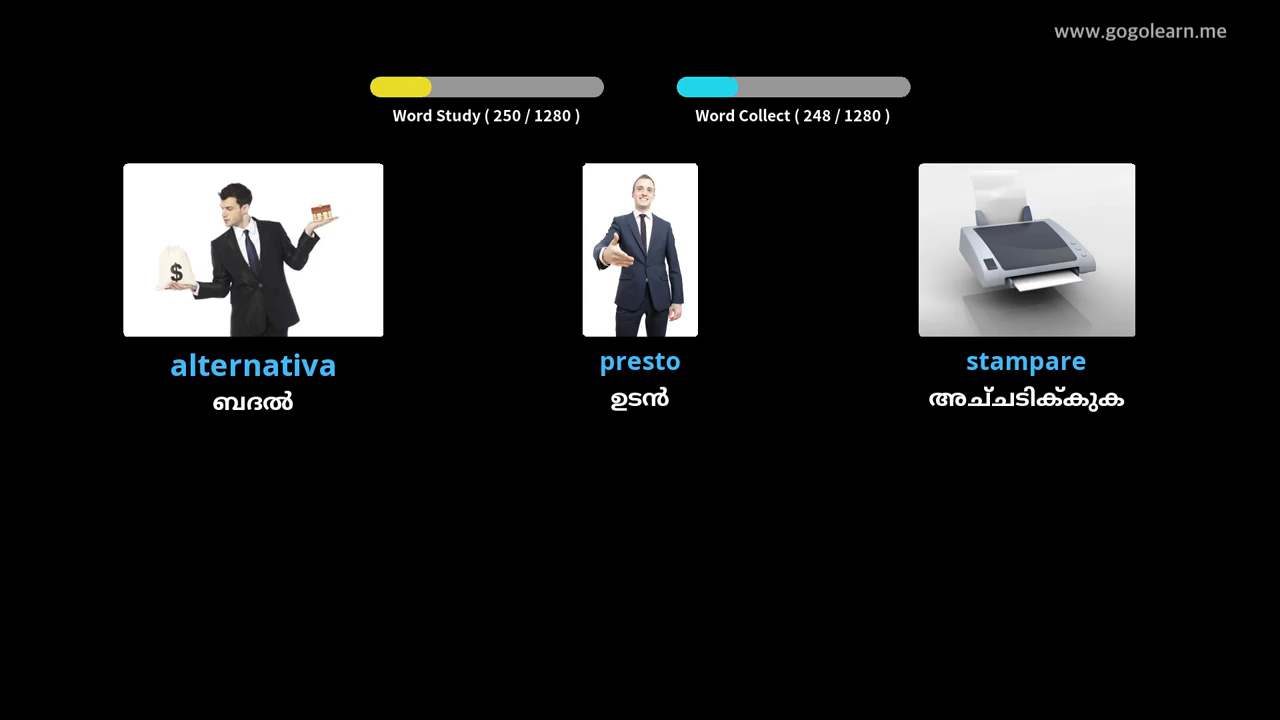 www.gogolearn.me
Word Study ( 250 / 1280 )
Word Collect ( 248 / 1280 )
$
alternativa
presto
stampare
ബദൽ
ഉടൻ
അച്ചടിക്കുക